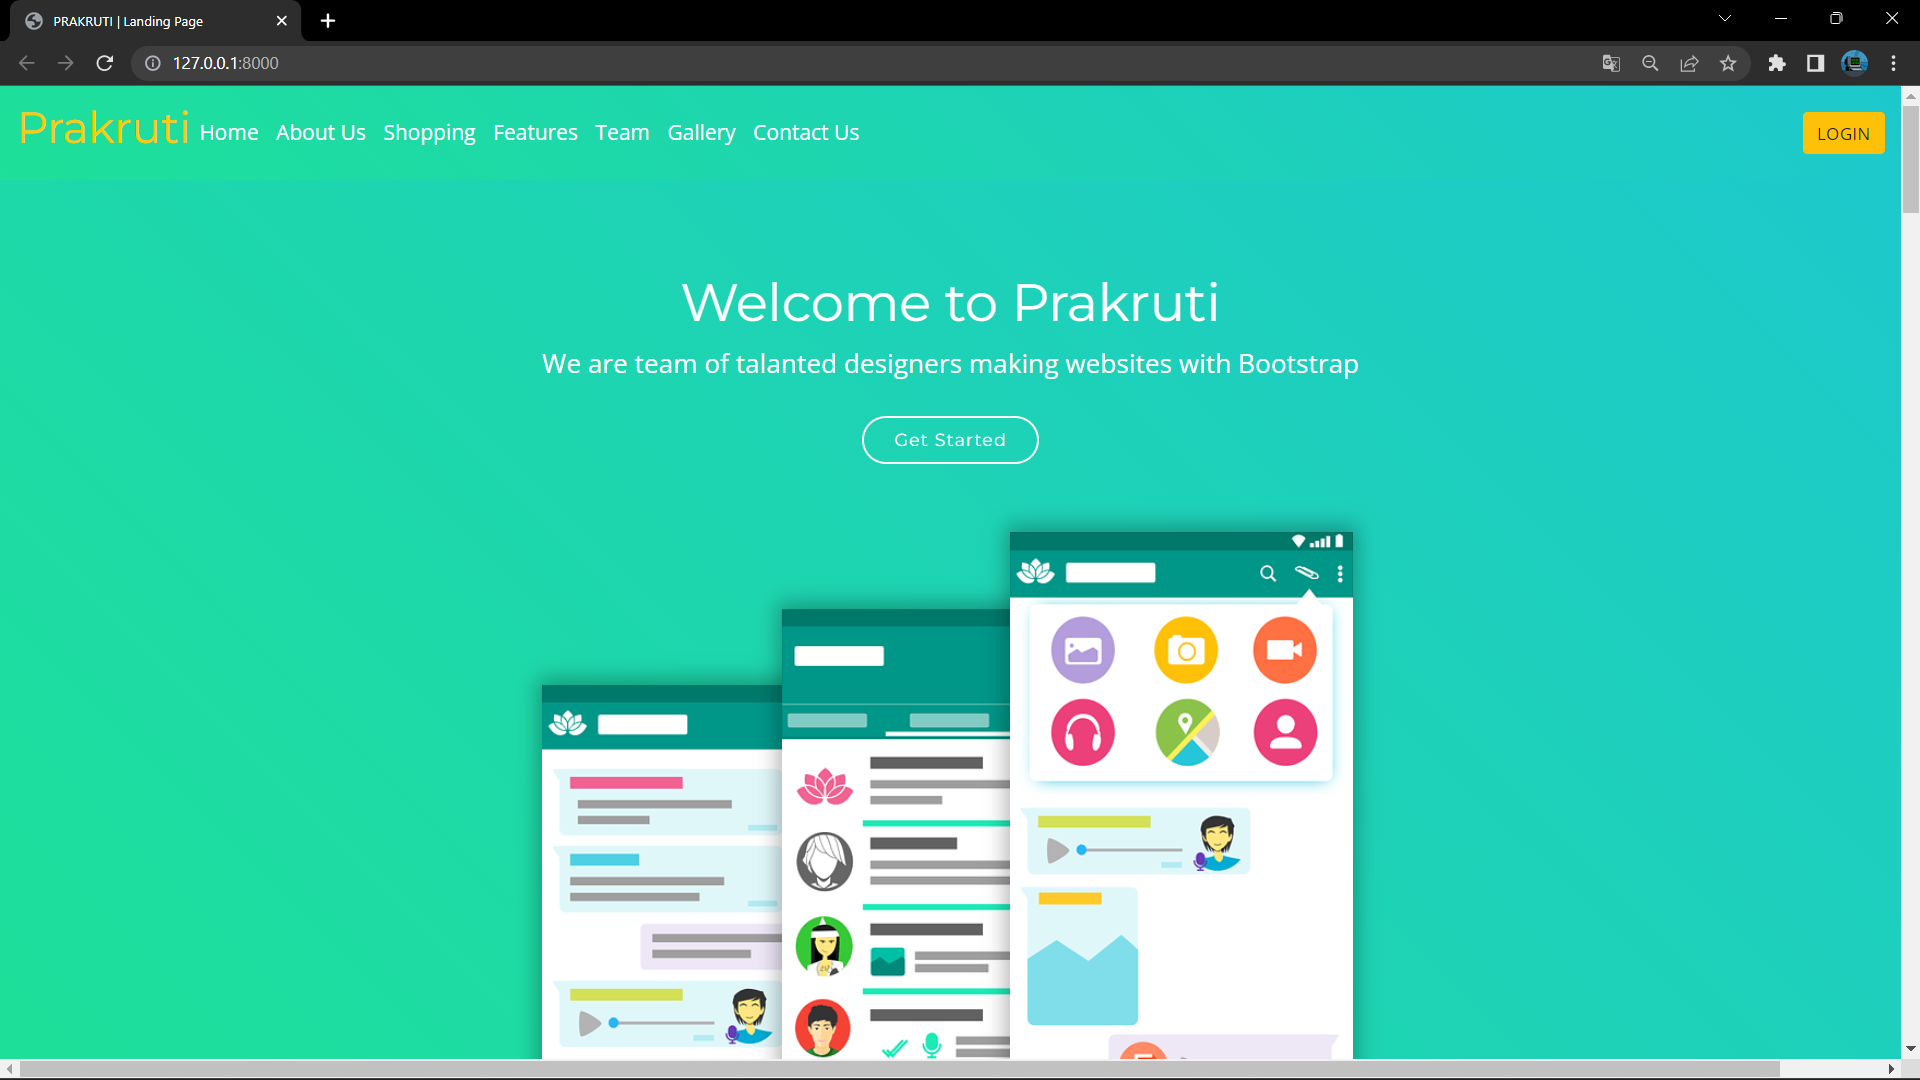 PRAKRUTI | Landing Page
127.0.0.1:8000
Prakruti Home About Us Shopping Features Team Gallery Contact Us LOGIN
Welcome to Prakruti
We are team of talanted designers making websites with Bootstrap
Get Started